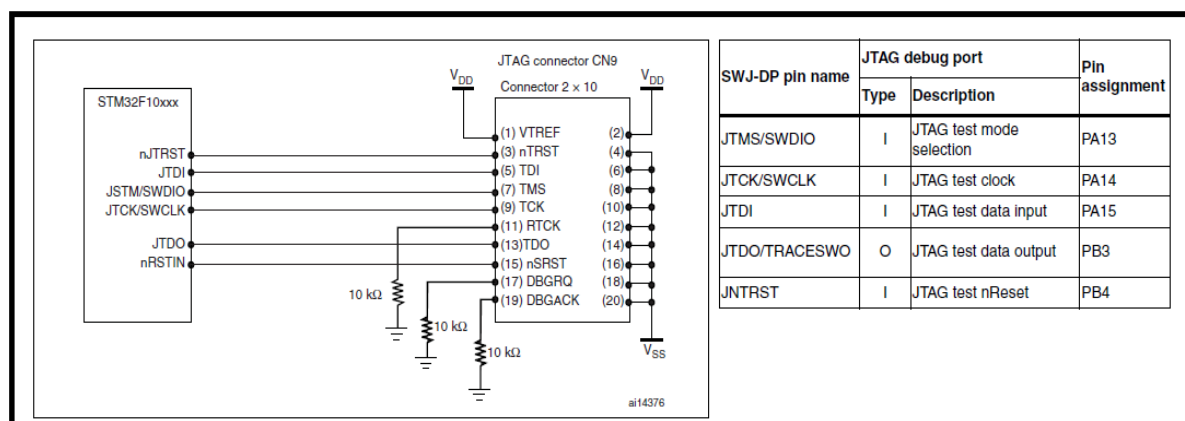 JTAG connector CN9
Connector 2 × 10
VDD
VDD
STM32F10xxx
(1) VTREF (2)
nJTRST (3) nTRST (4)
JTDI (5) TDI (6)
JSTM/SWDIO (7) TMS (8)
JTCK/SWCLK (9) TCK (10)
(11) RTCK (12)
JTDO (13)TDO (14)
nRSTIN (15) nSRST (16)
(17) DBGRQ (18)
(19) DBGACK (20)
10 kΩ
10 kΩ
10 kΩ
VSS
ai14376
SWJ-DP pin name JTAG debug port Pin assignment
Type Description
JTMS/SWDIO I JTAG test mode selection PA13
JTCK/SWCLK I JTAG test clock PA14
JTDI I JTAG test data input PA15
JTDO/TRACESWO O JTAG test data output PB3
JNTRST I JTAG test nReset PB4